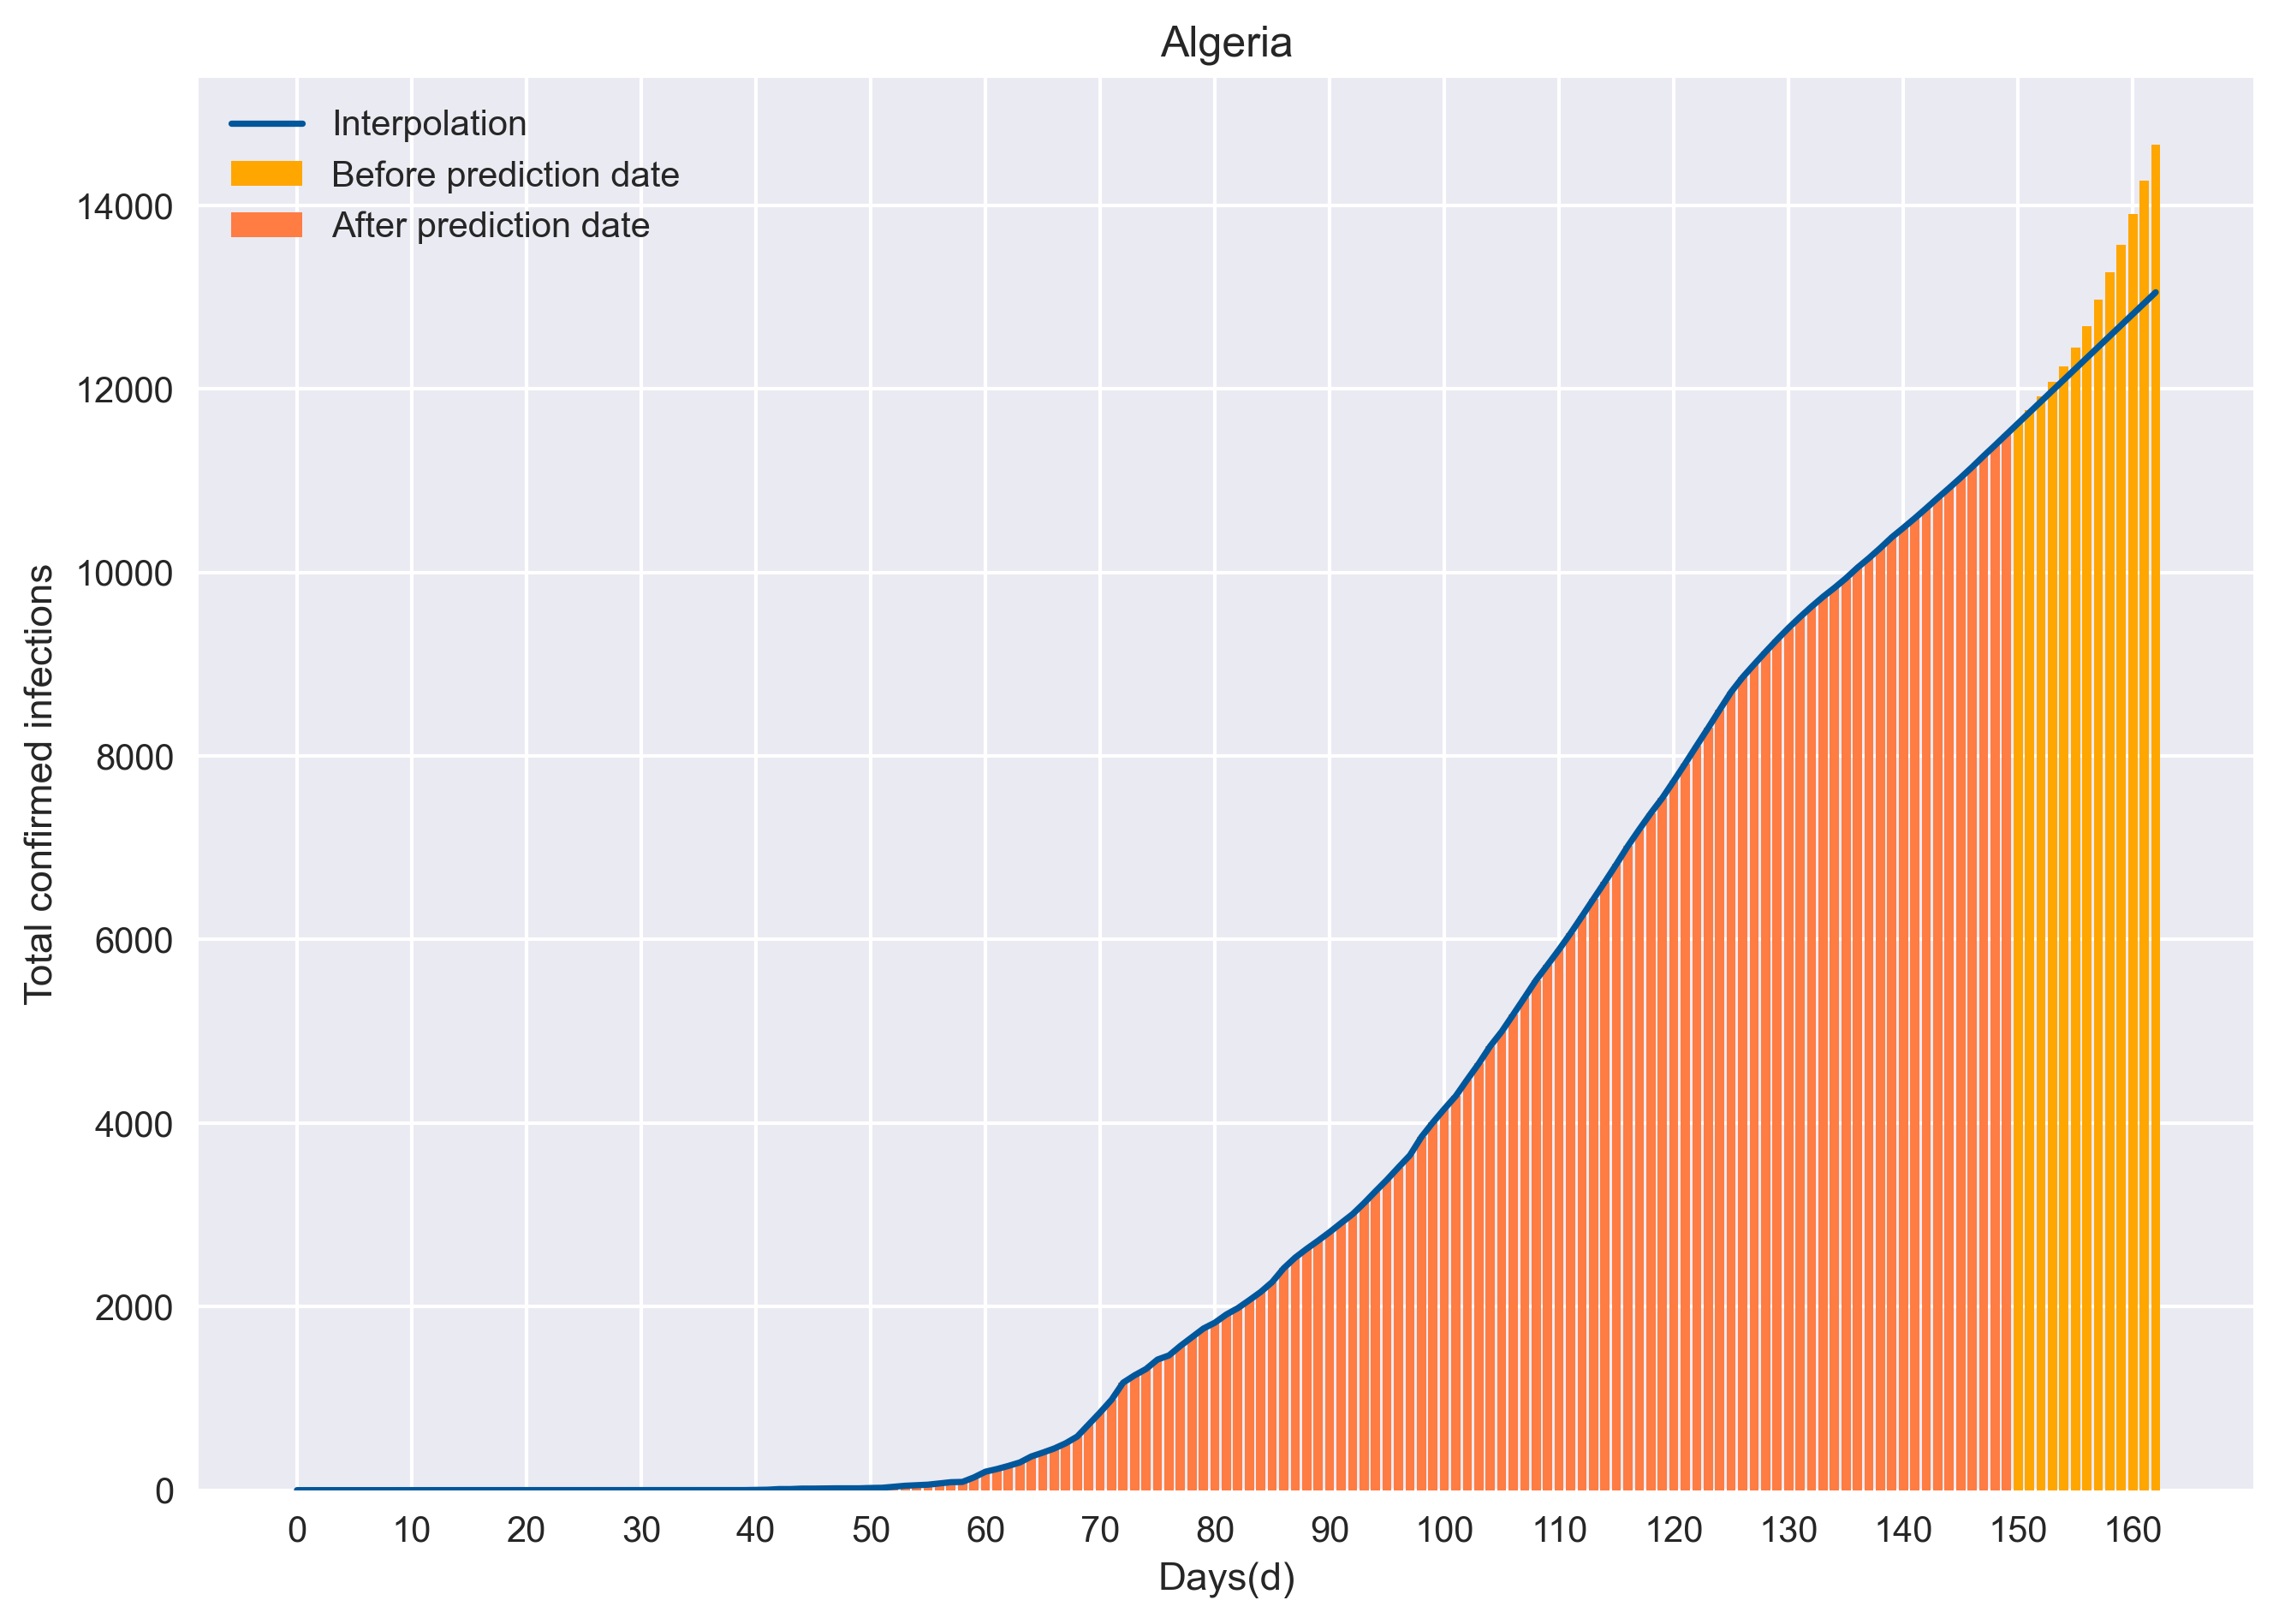 Algeria
Interpolation
Before prediction date
After prediction date
Total confirmed infections
14000
12000
10000
8000
6000
4000
2000
0
0 10 20 30 40 50 60 70 80 90 100 110 120 130 140 150 160
Days(d)